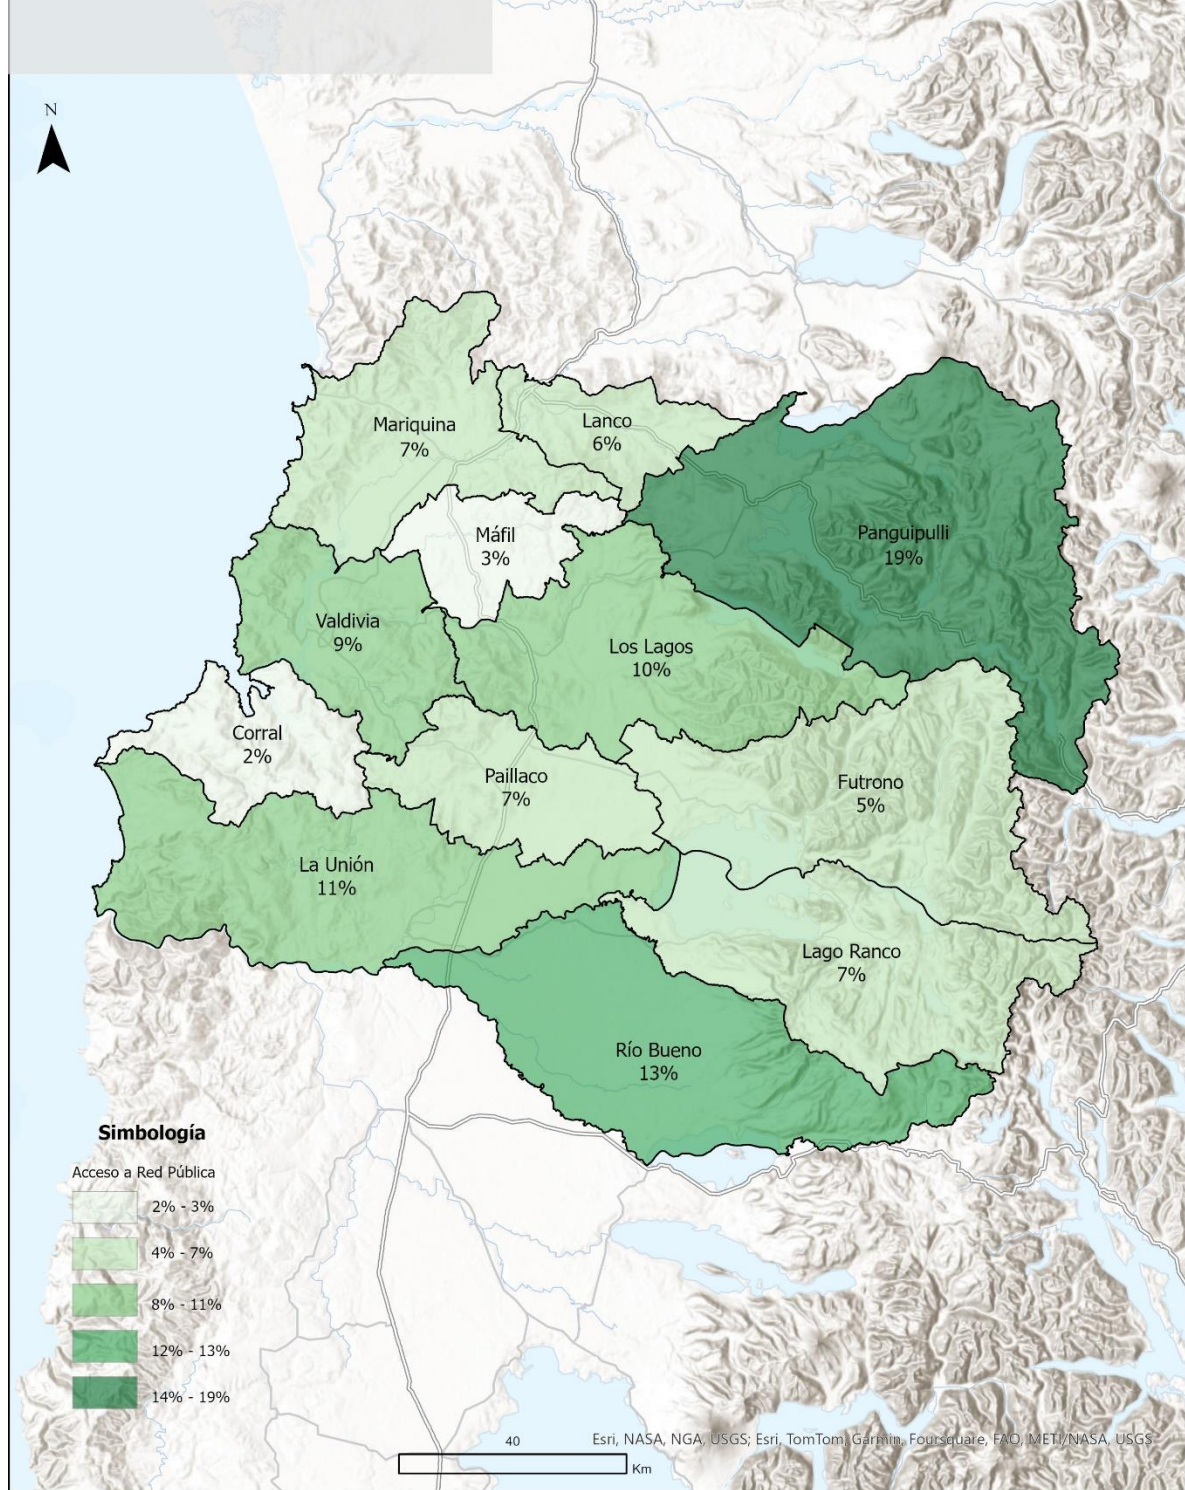 N
Mariquina
7%
Lanco
6%
Panguipulli
19%
Máfil
3%
Valdivia
9%
Los Lagos
10%
Corral
2%
Paillaco
7%
Futrono
5%
La Unión
11%
Lago Ranco
7%
Río Bueno
13%
Simbología
Acceso a Red Pública
2% - 3%
4% - 7%
8% - 11%
12% - 13%
14% - 19%
40
Km
Esri, NASA, NGA, USGS; Esri, TomTom, Garmin, Foursquare, FAO, METI/NASA, USGS